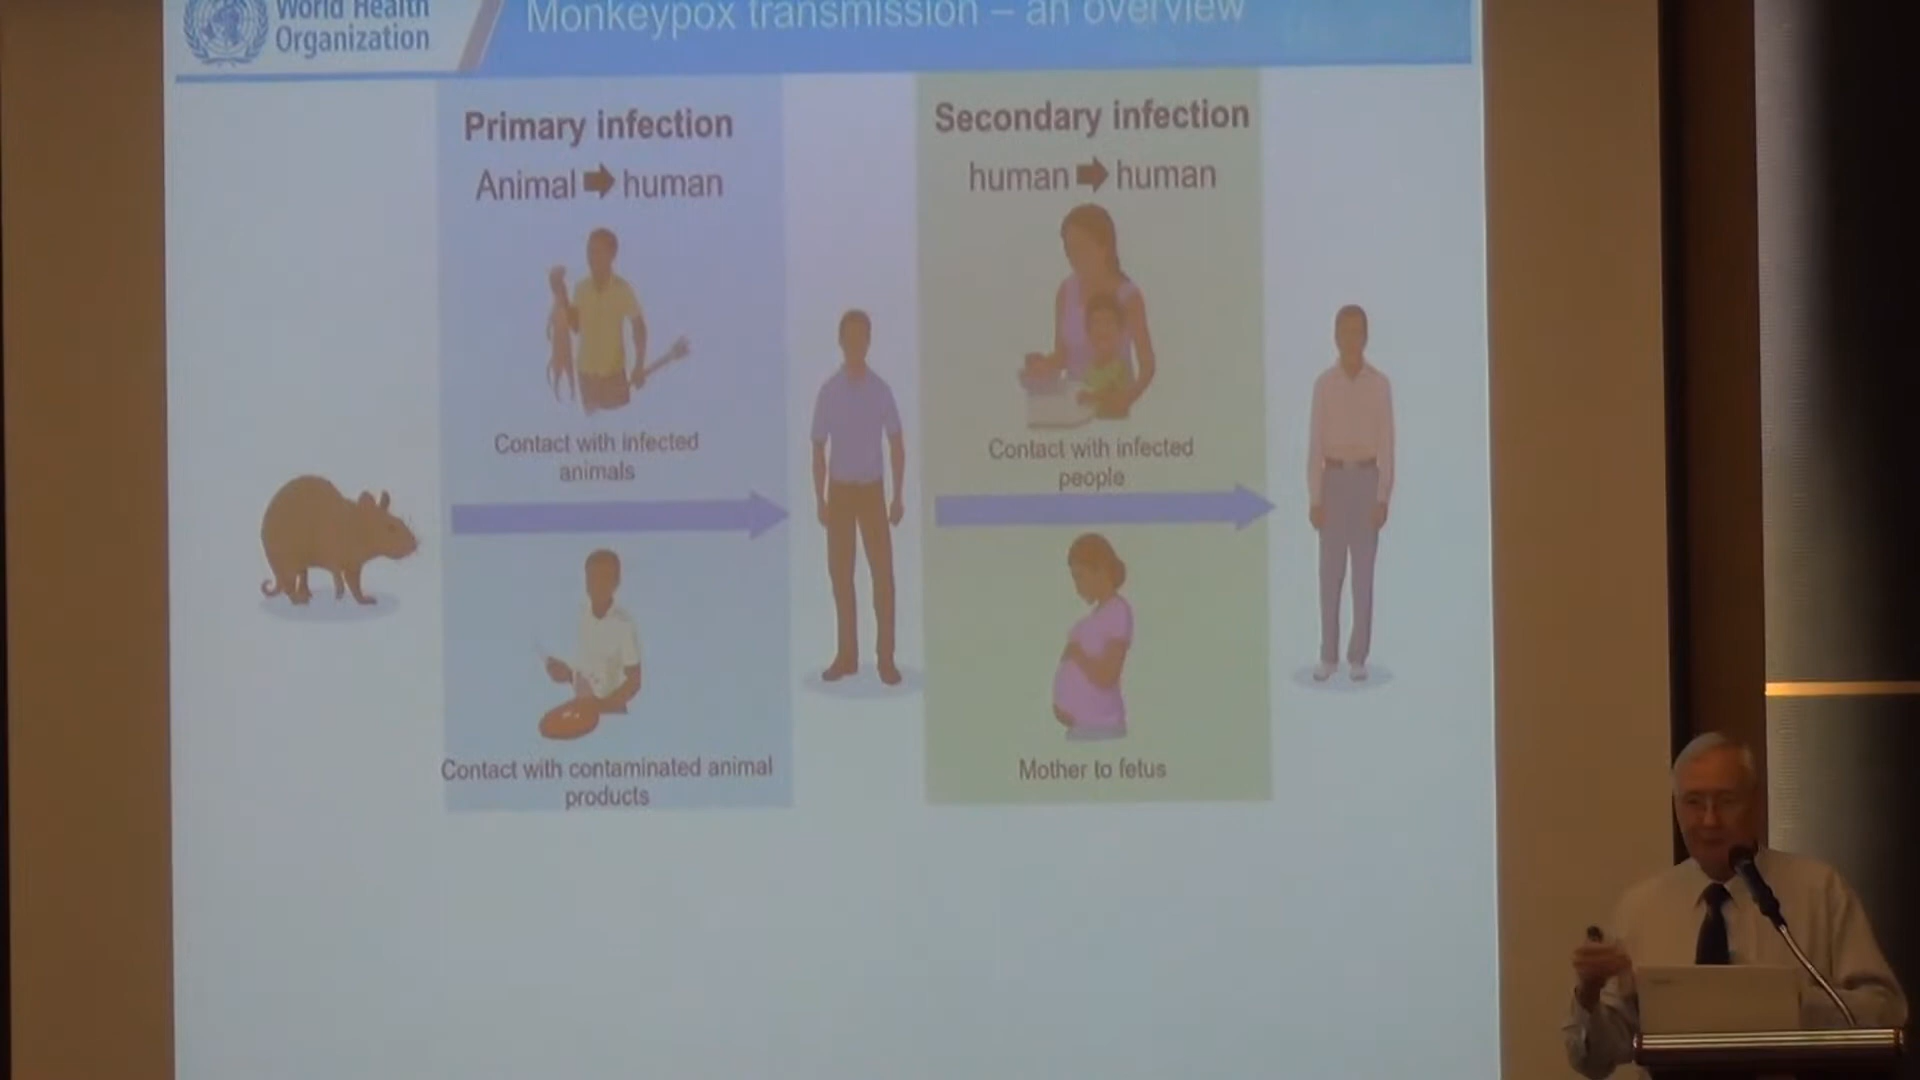 World Health
Organization
Monkeypox transmission – an overview
Primary infection
Animal human
Contact with infected
animals
Contact with contaminated animal
products
Secondary infection
human human
Contact with infected
people
Mother to fetus